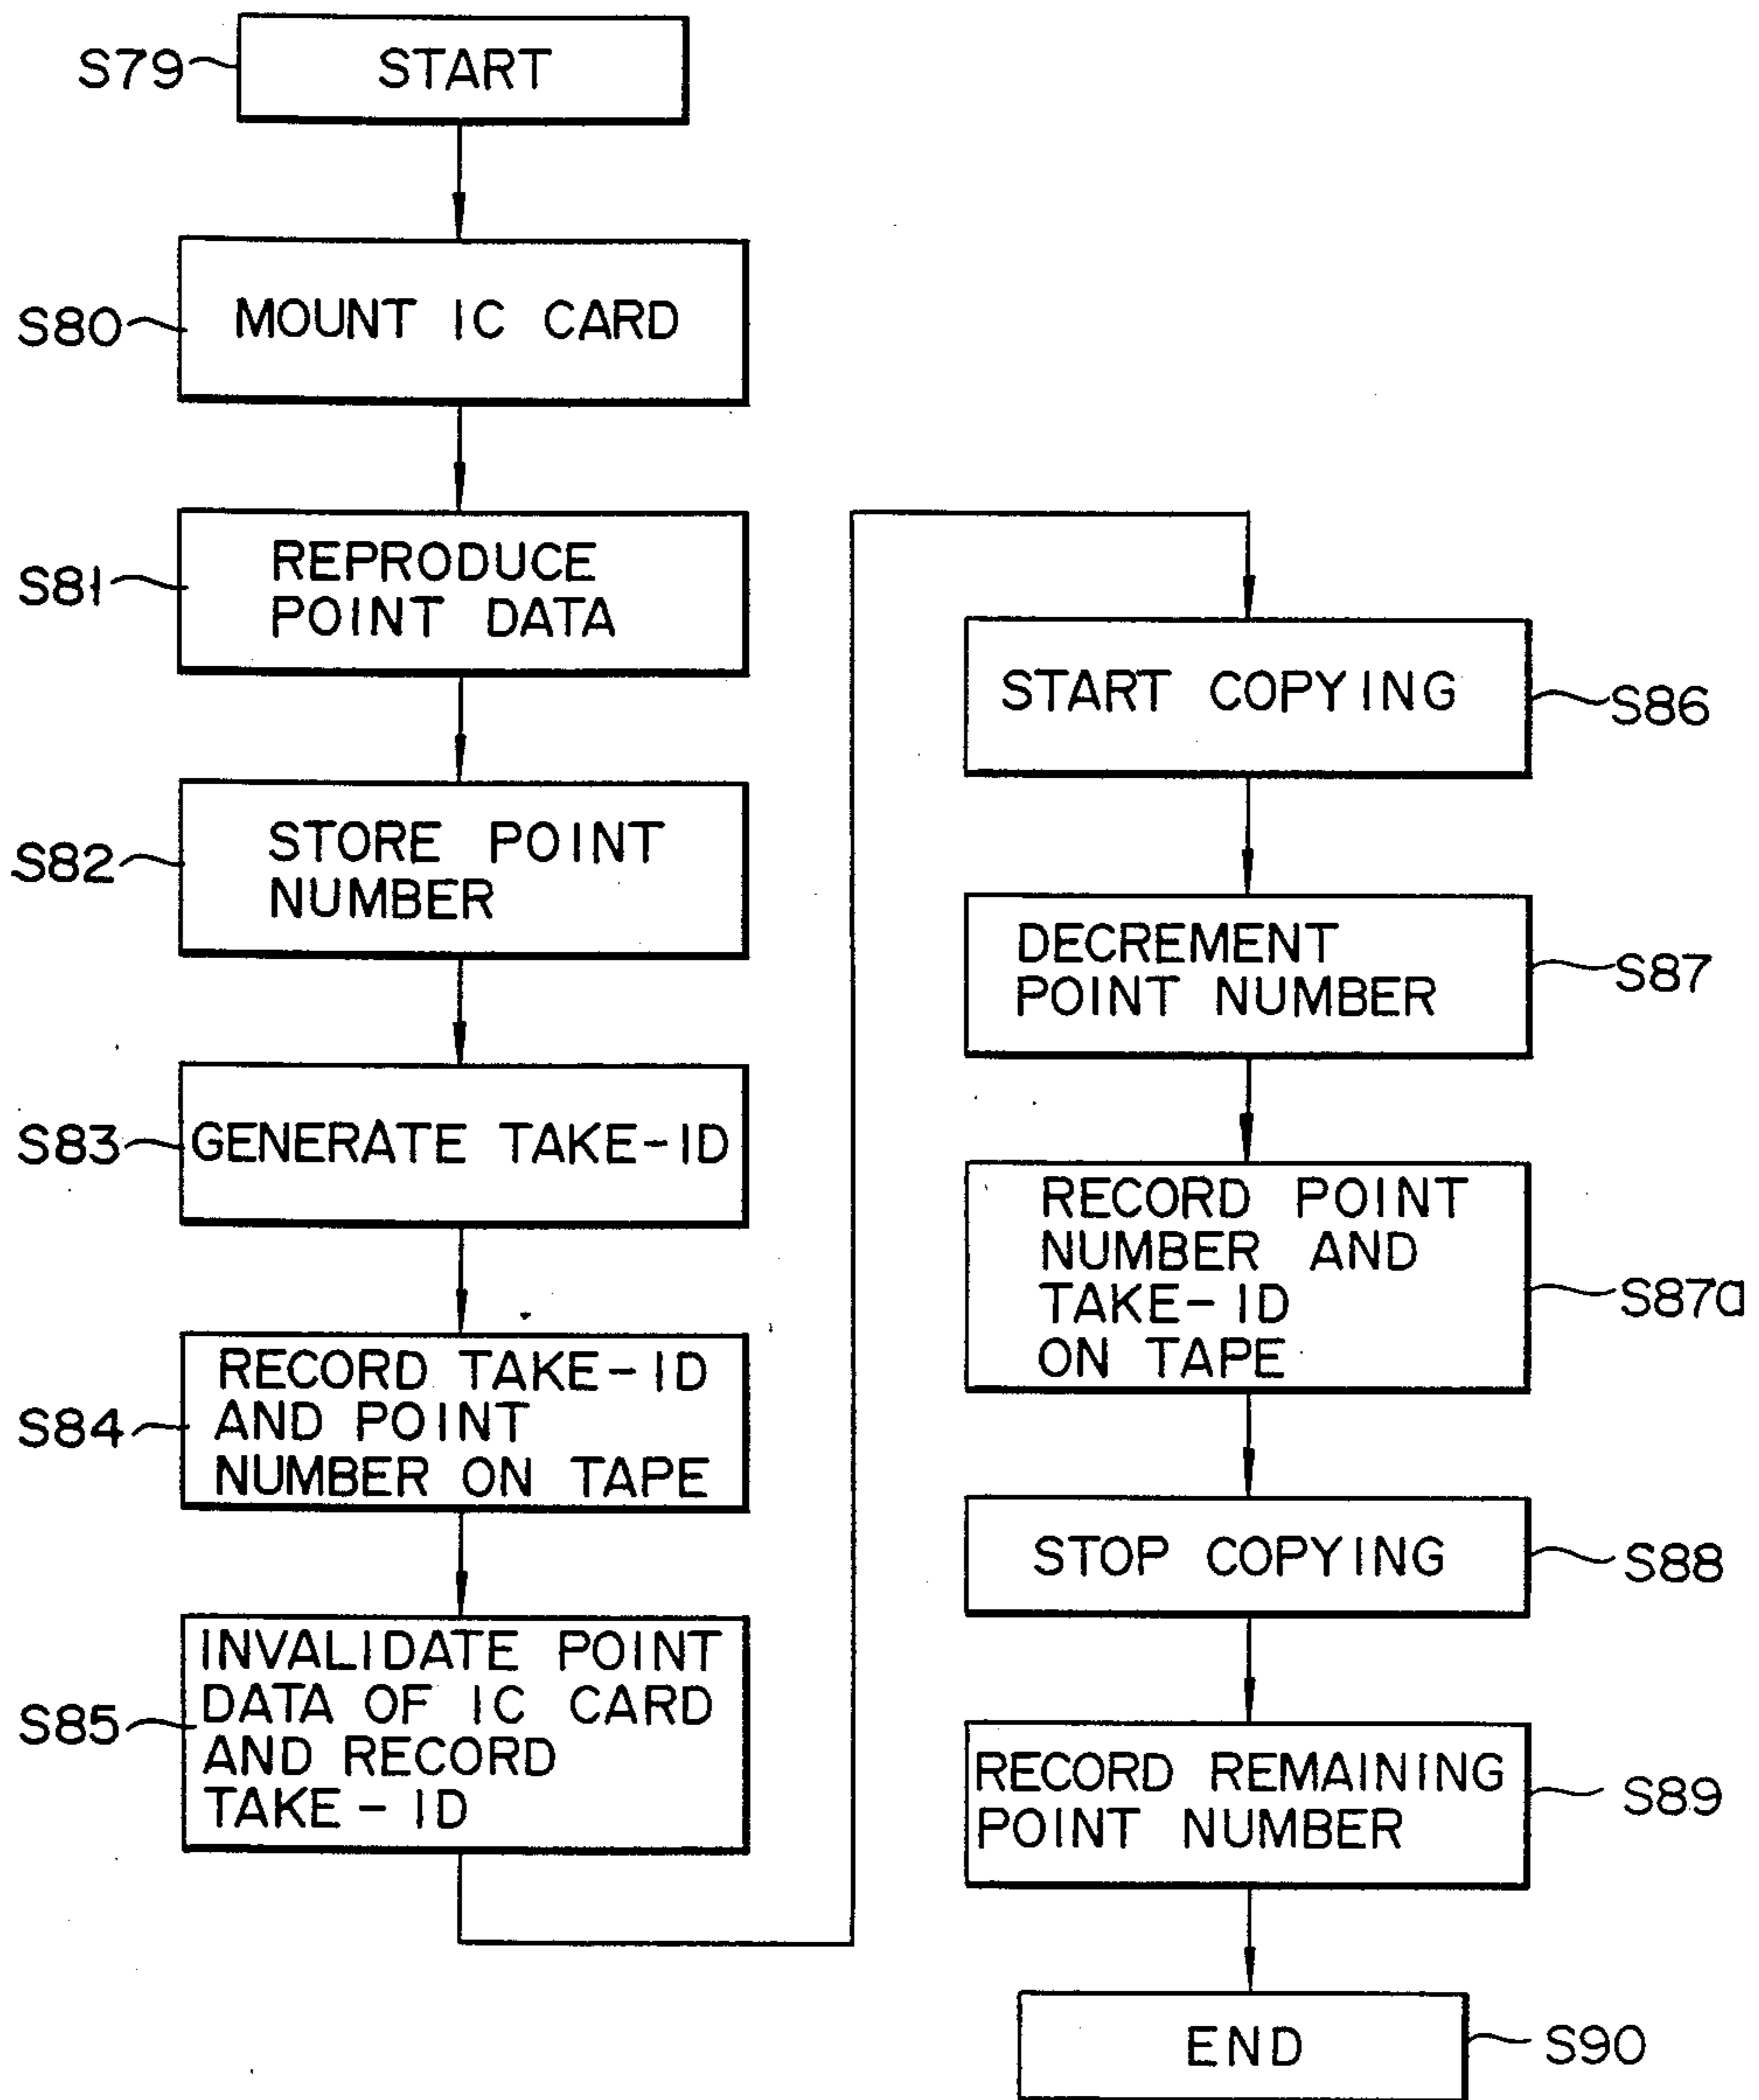 S79
START
S80
MOUNT IC CARD
S81
REPRODUCE
POINT DATA
S82
STORE POINT
NUMBER
S83
GENERATE TAKE-ID
S84
RECORD TAKE-ID
AND POINT
NUMBER ON TAPE
S85
INVALIDATE POINT
DATA OF IC CARD
AND RECORD
TAKE-ID
START COPYING
S86
DECREMENT
POINT NUMBER
S87
RECORD POINT
NUMBER AND
TAKE-ID
ON TAPE
S87a
STOP COPYING
S88
RECORD REMAINING
POINT NUMBER
S89
END
S90